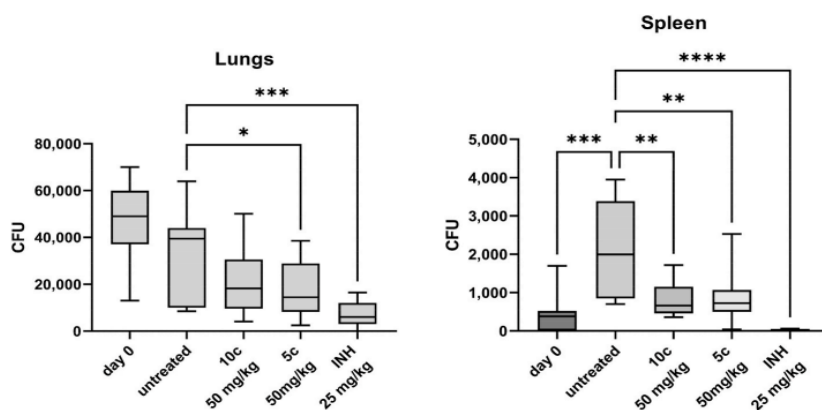 Lungs
***
*
80,000
60,000
40,000
20,000
0
CFU
day 0
untreated
10c
50 mg/kg
5c
50mg/kg
INH
25 mg/kg
Spleen
****
**
*** **
5,000
4,000
3,000
2,000
1,000
0
CFU
day 0
untreated
10c
50 mg/kg
5c
50mg/kg
INH
25 mg/kg